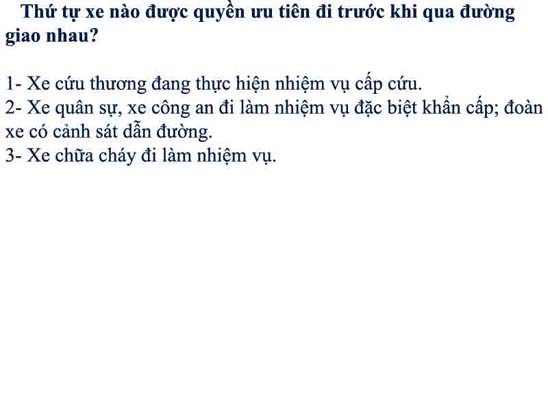 Thứ tự xe nào được quyền ưu tiên đi trước khi qua đường
giao nhau?
1- Xe cứu thương đang thực hiện nhiệm vụ cấp cứu.
2- Xe quân sự, xe công an đi làm nhiệm vụ đặc biệt khẩn cấp; đoàn
xe có cảnh sát dẫn đường.
3- Xe chữa cháy đi làm nhiệm vụ.